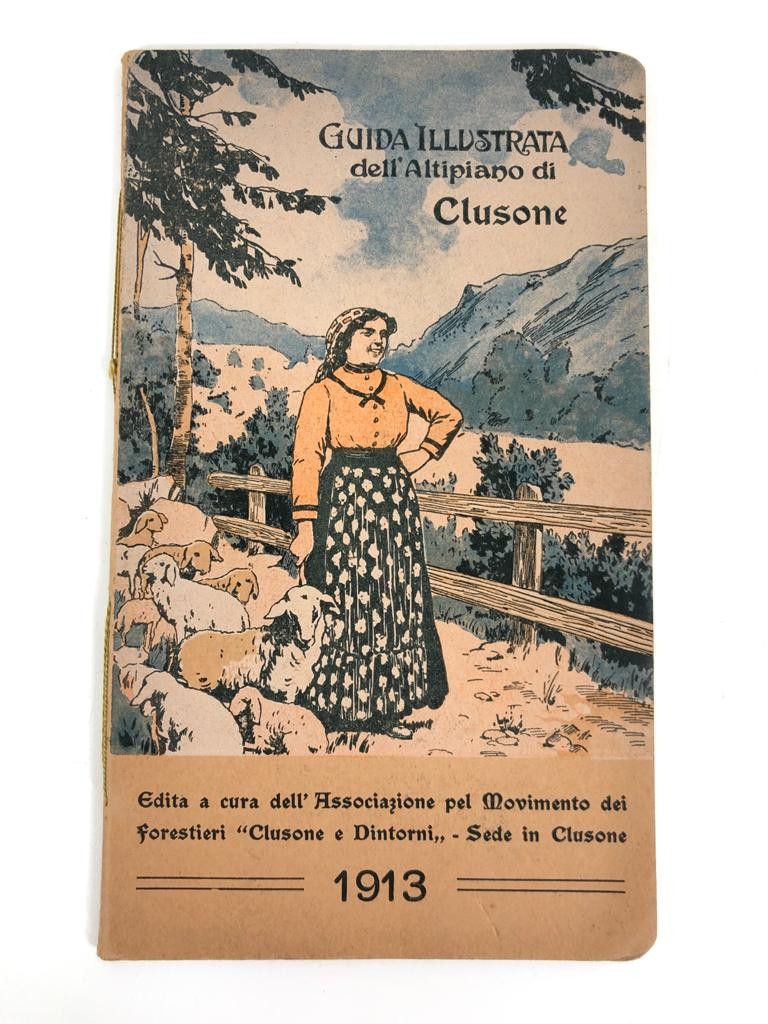 GUIDA ILLUSTRATA
dell'Altipiano di
Clusone
Edita a cura dell'Associazione pel Movimento dei
Forestieri "Clusone e Dintorni„ - Sede in Clusone
1913